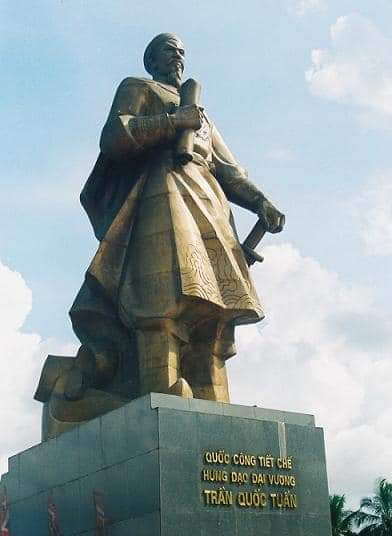 QUỐC CÔNG TIẾT CHẾ
HƯNG ĐẠO ĐẠI VƯƠNG
TRẦN QUỐC TUẤN